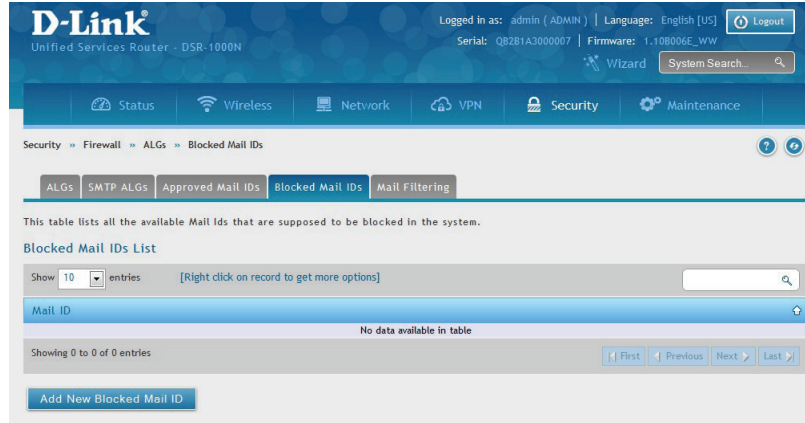 D-Link
Unified Services Router - DSR-1000N
Logged in as: admin ( ADMIN ) | Language: English [US] Logout
Serial: QB2B1A3000007 | Firmware: 1.10B006E_WW
Wizard System Search...
Status Wireless Network VPN Security Maintenance
Security » Firewall » ALGs » Blocked Mail IDs
ALGs SMTP ALGs Approved Mail IDs Blocked Mail IDs Mail Filtering
This table lists all the available Mail Ids that are supposed to be blocked in the system.
Blocked Mail IDs List
Show 10 entries [Right click on record to get more options]
Mail ID
No data available in table
Showing 0 to 0 of 0 entries First Previous Next Last
Add New Blocked Mail ID